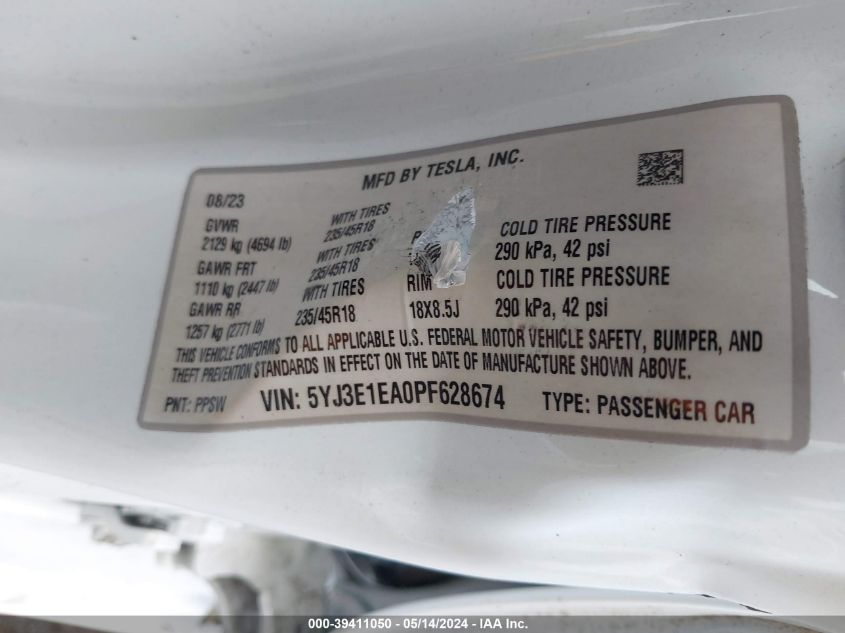 MFD BY TESLA, INC.
08/23
GVWR
2129 kg (4694 lb)
WITH TIRES
235/45R18
COLD TIRE PRESSURE
290 kPa, 42 psi
GAWR FRT
1110 kg (2447 lb)
WITH TIRES
235/45R18
RIM
COLD TIRE PRESSURE
290 kPa, 42 psi
GAWR RR
1257 kg (2771 lb)
WITH TIRES
235/45R18
18X8.5J
THIS VEHICLE CONFORMS TO ALL APPLICABLE U.S. FEDERAL MOTOR VEHICLE SAFETY, BUMPER, AND
THEFT PREVENTION STANDARDS IN EFFECT ON THE DATE OF MANUFACTURE SHOWN ABOVE.
PNT: PPSW VIN: 5YJ3E1EA0PF628674 TYPE: PASSENGER CAR
000-39411050 - 05/14/2024 - IAA Inc.